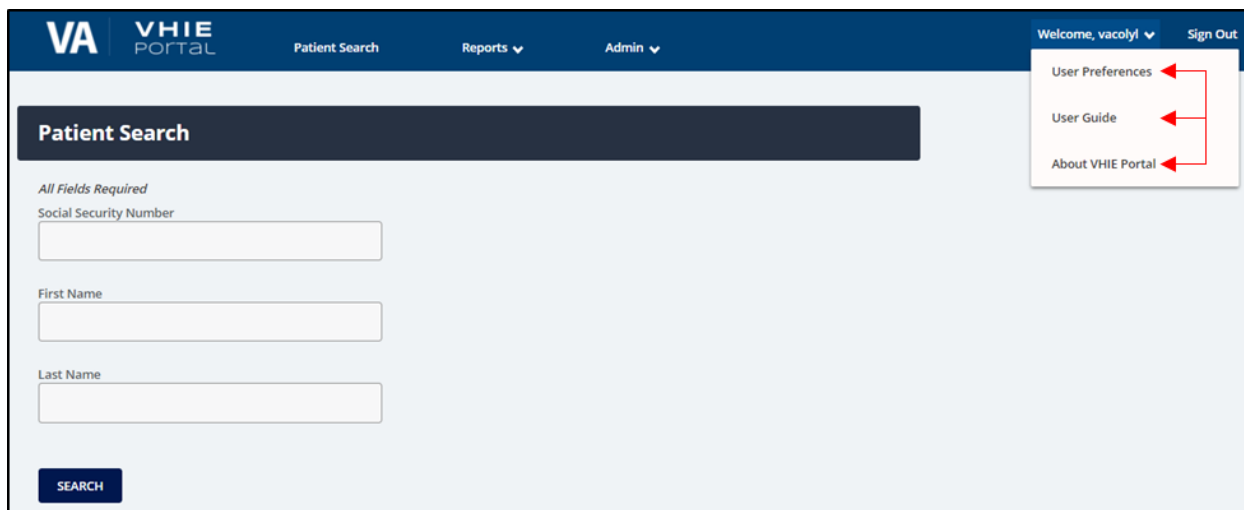 VA VHIE Portal
Patient Search Reports Admin Welcome, vacolyl Sign Out
User Preferences
User Guide
About VHIE Portal
Patient Search
All Fields Required
Social Security Number
First Name
Last Name
SEARCH